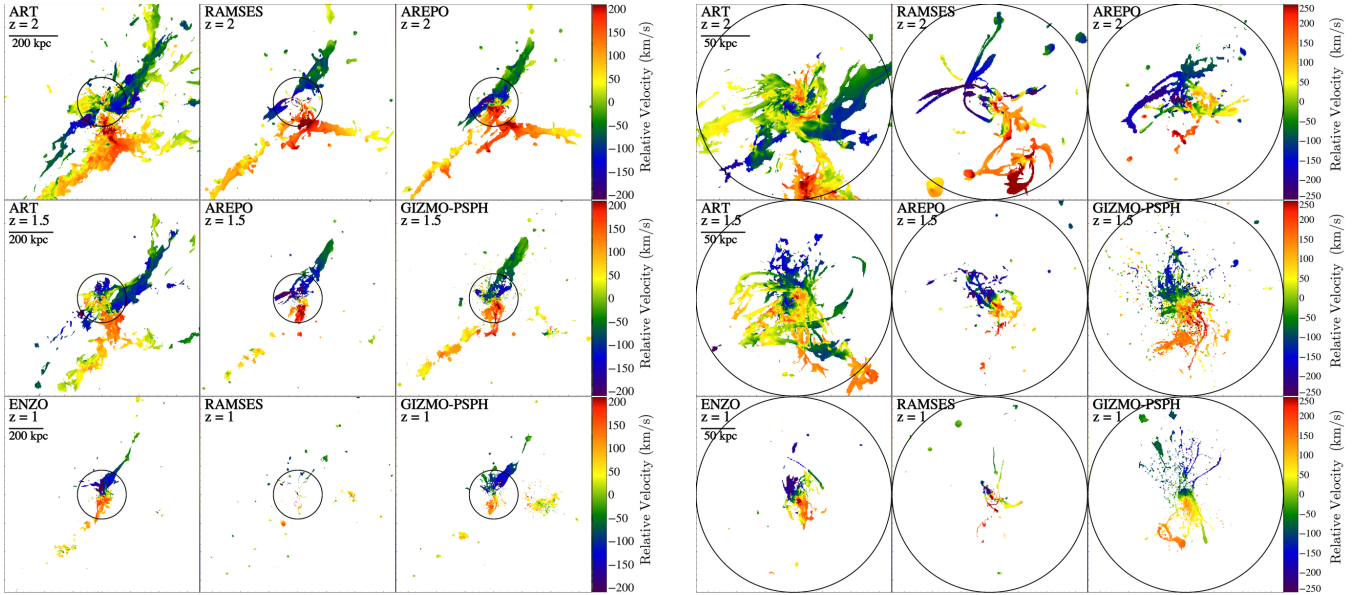 ART
z = 2
200 kpc
RAMSES
z = 2
AREPO
z = 2
200
150
100
50
0
−50
−100
−150
−200
Relative Velocity (km/s)
ART
z = 2
50 kpc
RAMSES
z = 2
AREPO
z = 2
250
200
150
100
50
0
−50
−100
−150
−200
−250
Relative Velocity (km/s)
ART
z = 1.5
200 kpc
AREPO
z = 1.5
GIZMO-PSPH
z = 1.5
200
150
100
50
0
−50
−100
−150
−200
Relative Velocity (km/s)
ART
z = 1.5
50 kpc
AREPO
z = 1.5
GIZMO-PSPH
z = 1.5
250
200
150
100
50
0
−50
−100
−150
−200
−250
Relative Velocity (km/s)
ENZO
z = 1
200 kpc
RAMSES
z = 1
GIZMO-PSPH
z = 1
200
150
100
50
0
−50
−100
−150
−200
Relative Velocity (km/s)
ENZO
z = 1
50 kpc
RAMSES
z = 1
GIZMO-PSPH
z = 1
250
200
150
100
50
0
−50
−100
−150
−200
−250
Relative Velocity (km/s)